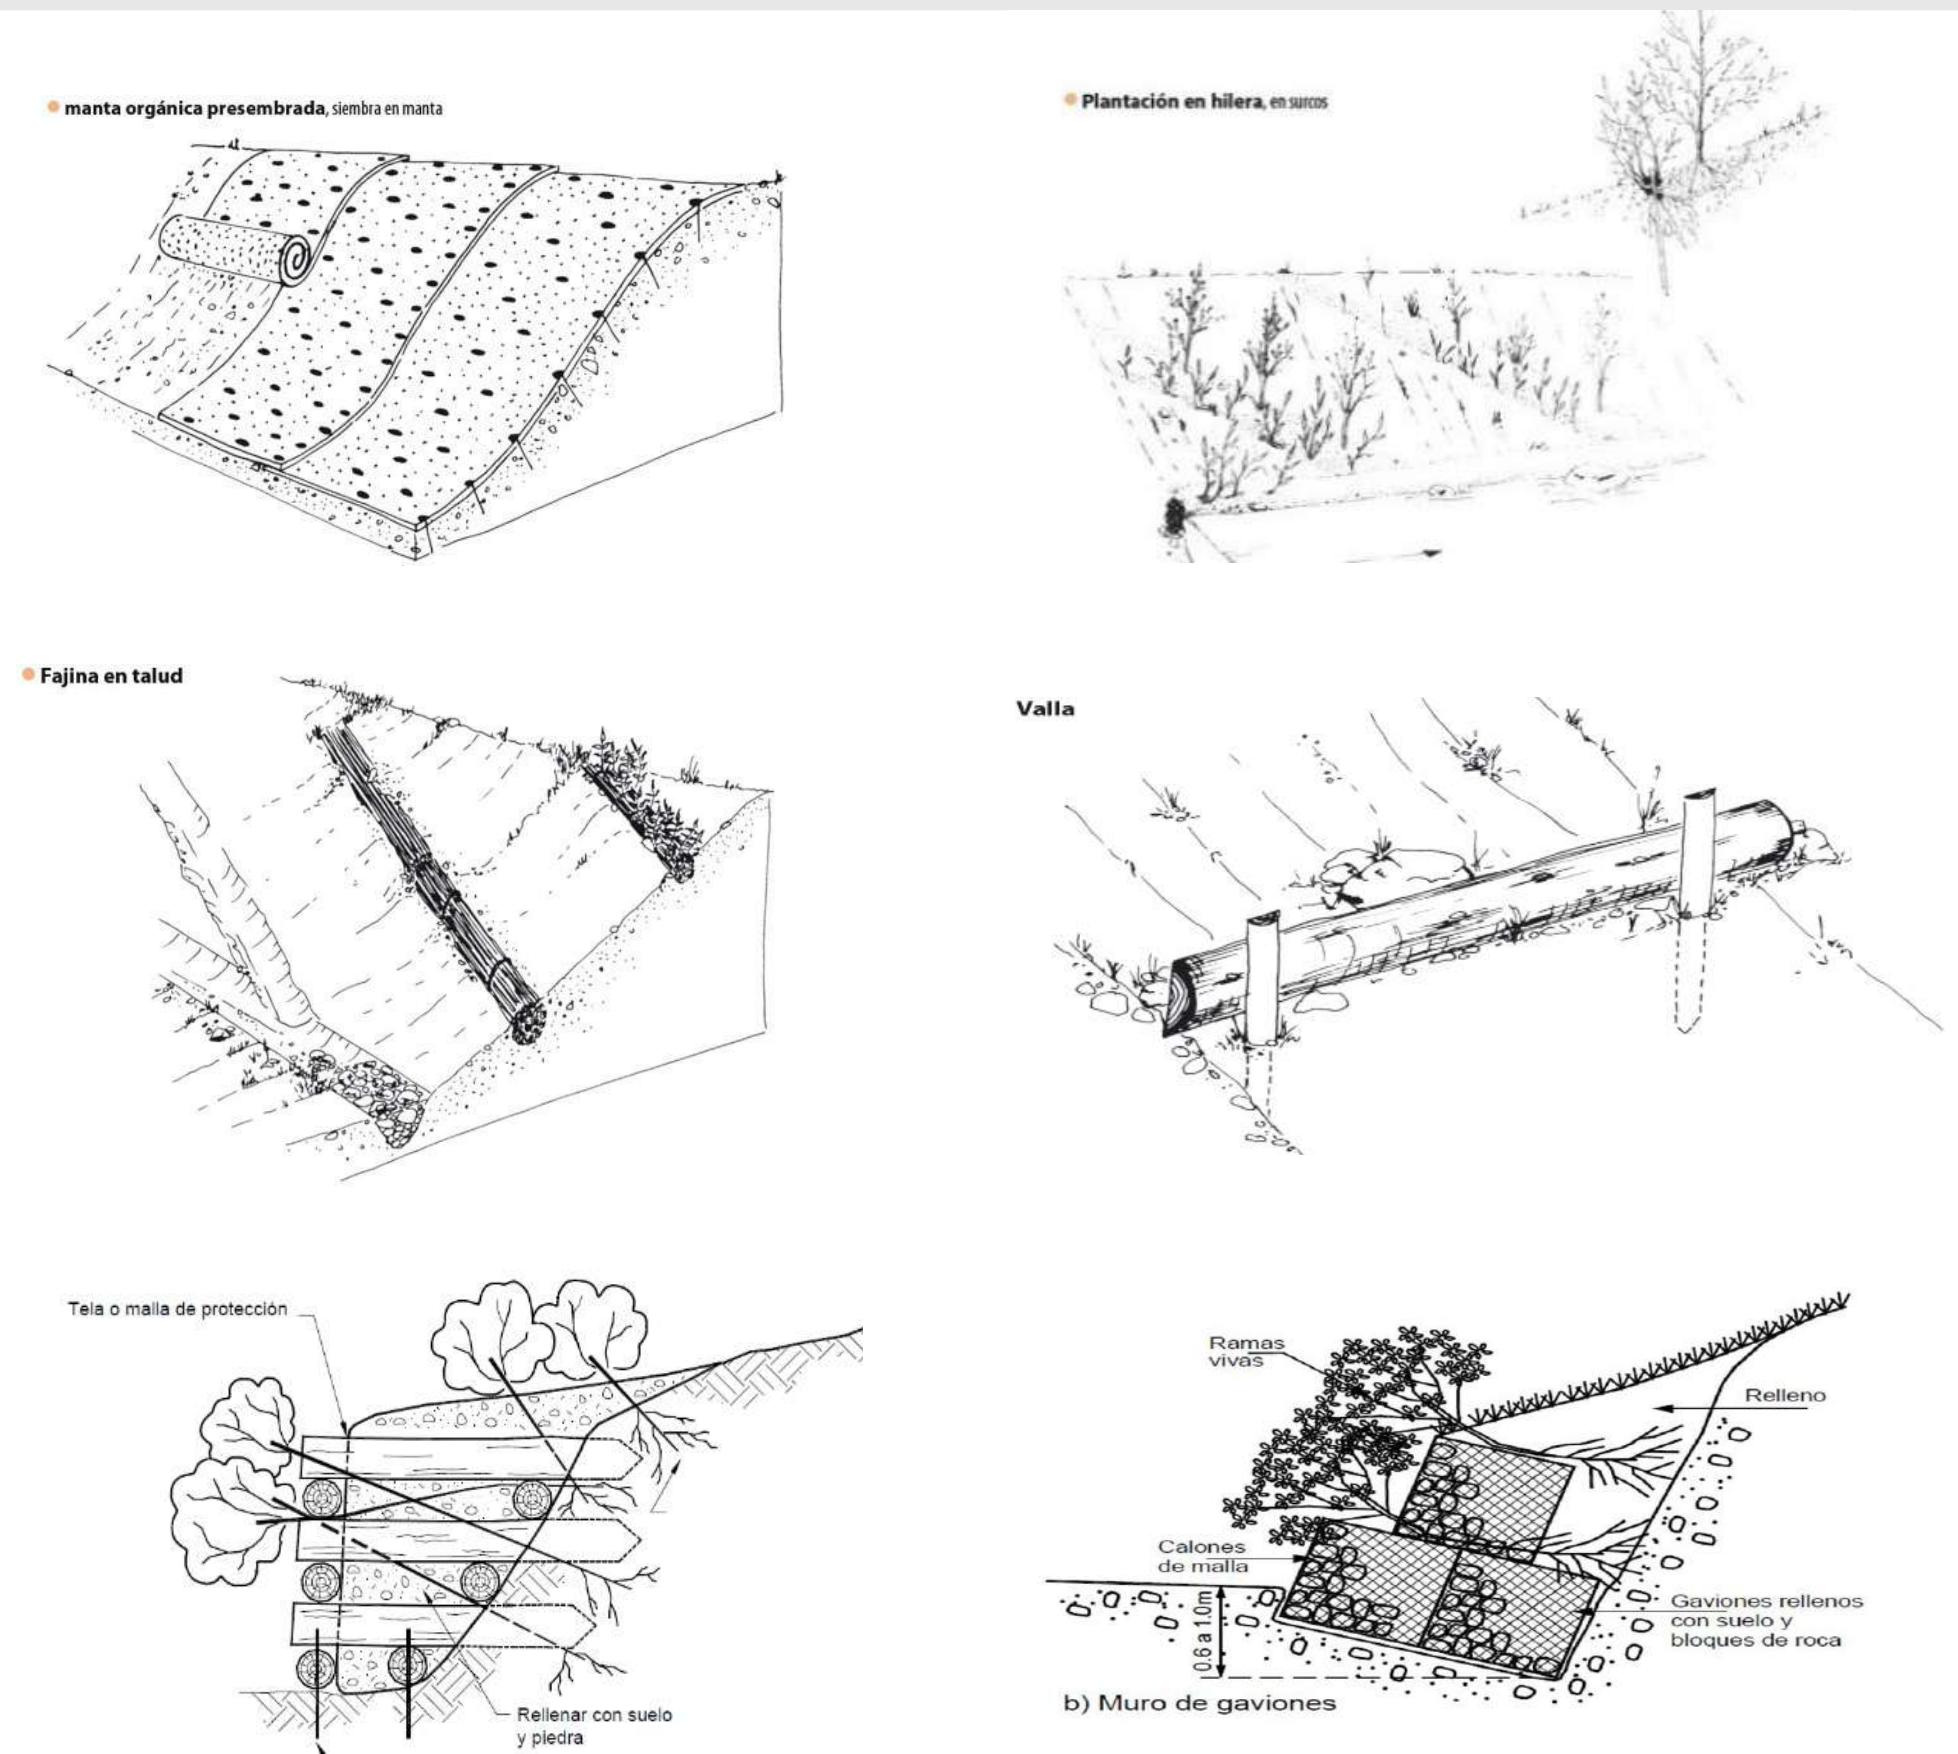 manta orgánica presembrada, siembra en manta
Plantación en hilera, en surcos
Fajina en talud
Valla
Tela o malla de protección
Rellenar con suelo
y piedra
Ramas
vivas
Relleno
Calones
de malla
0.6 a 1.0m
Gaviones rellenos
con suelo y
bloques de roca
b) Muro de gaviones